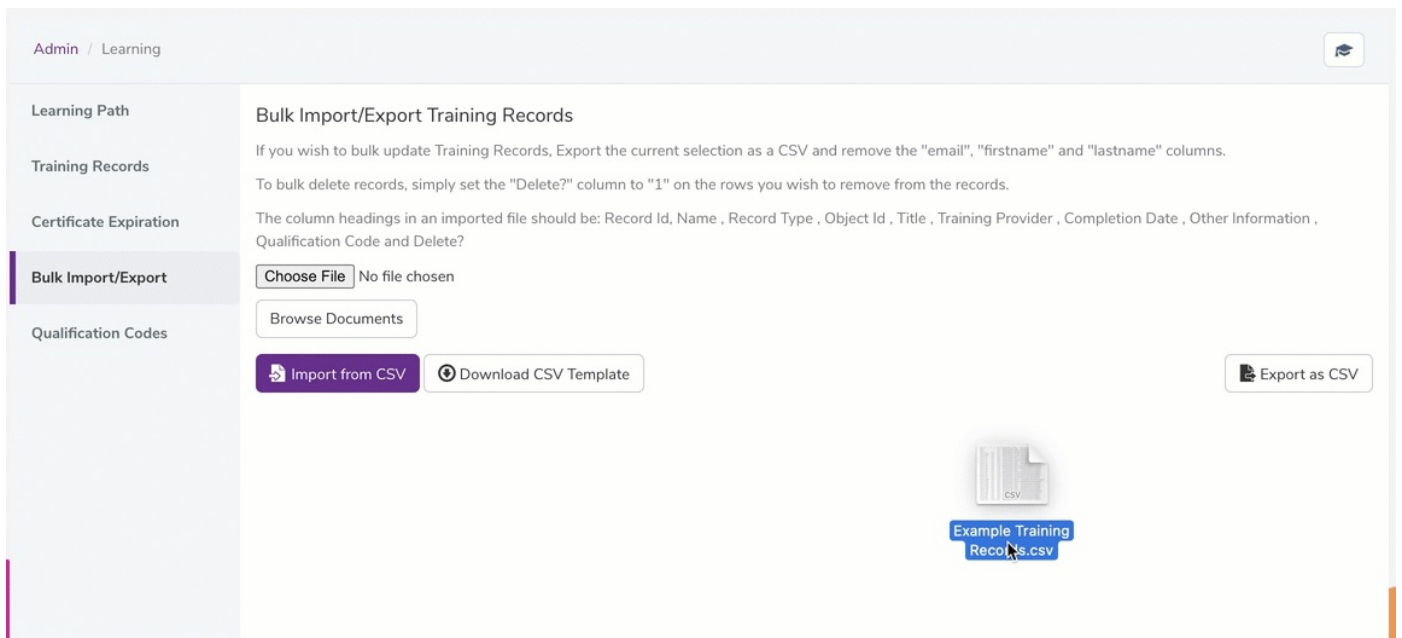 Admin / Learning
Learning Path
Training Records
Certificate Expiration
Bulk Import/Export
Qualification Codes
Bulk Import/Export Training Records
If you wish to bulk update Training Records, Export the current selection as a CSV and remove the "email", "firstname" and "lastname" columns.
To bulk delete records, simply set the "Delete?" column to "1" on the rows you wish to remove from the records.
The column headings in an imported file should be: Record Id, Name , Record Type , Object Id , Title , Training Provider , Completion Date , Other Information ,
Qualification Code and Delete?
Choose File No file chosen
Browse Documents
Import from CSV Download CSV Template Export as CSV
CSV
Example Training
Records.csv